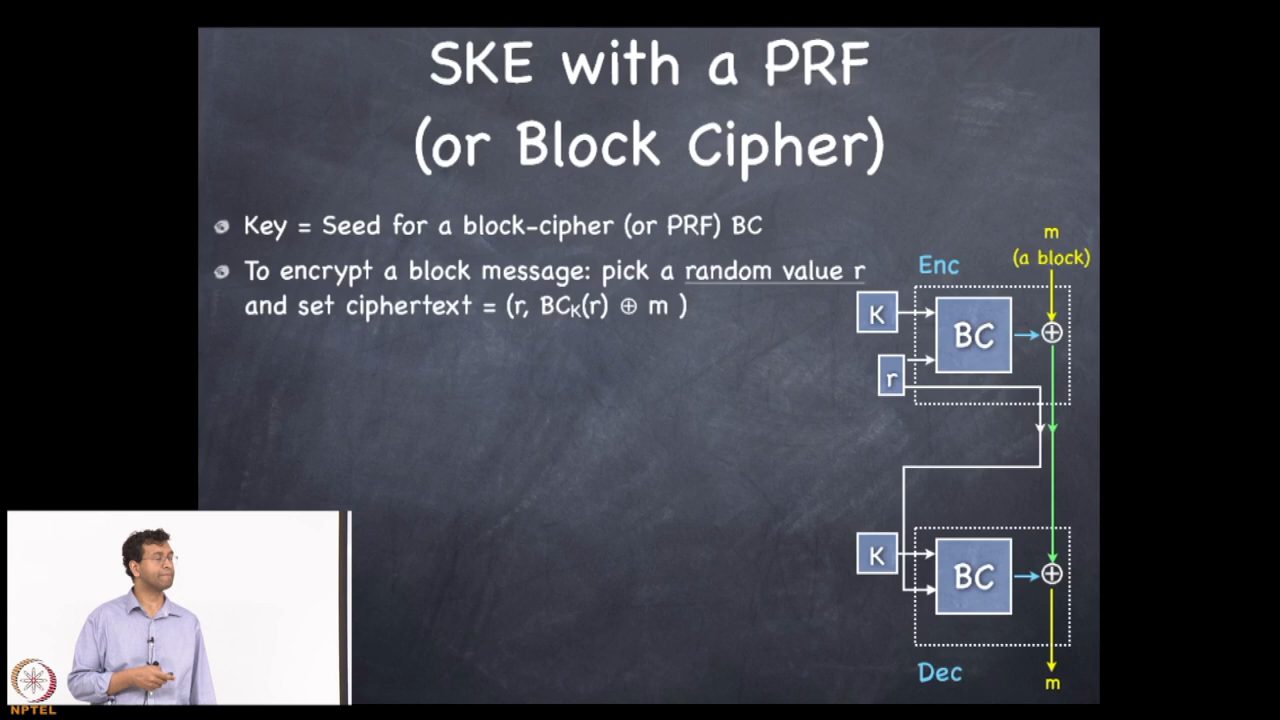 SKE with a PRF
(or Block Cipher)
Key = Seed for a block-cipher (or PRF) BC
To encrypt a block message: pick a random value r
and set ciphertext = (r, BCₖ(r) ⊕ m )
m
(a block)
Enc
K
BC
⊕
r
K
BC
⊕
Dec
m
NPTEL